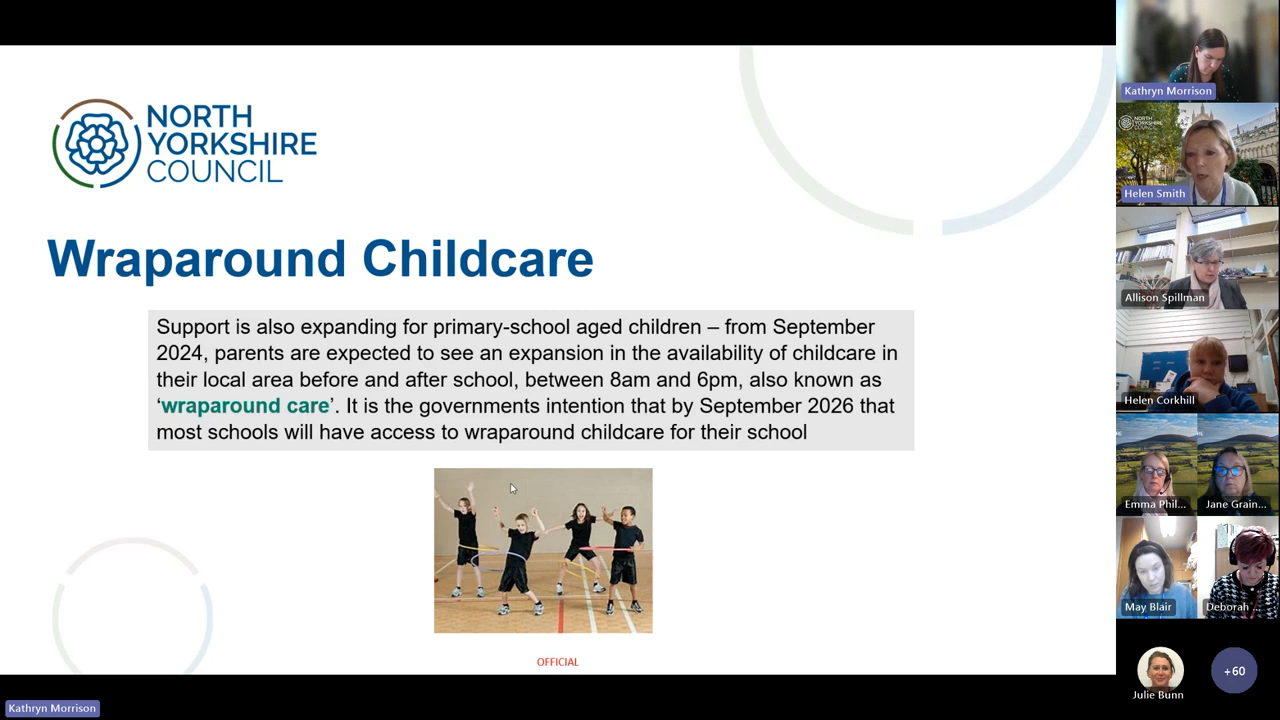 NORTH
YORKSHIRE
COUNCIL
Wraparound Childcare
Support is also expanding for primary-school aged children – from September
2024, parents are expected to see an expansion in the availability of childcare in
their local area before and after school, between 8am and 6pm, also known as
‘wraparound care’. It is the governments intention that by September 2026 that
most schools will have access to wraparound childcare for their school
OFFICIAL
Kathryn Morrison
Kathryn Morrison
NORTH
YORKSHIRE
COUNCIL
Helen Smith
Allison Spillman
Helen Corkhill
Emma Phil...
Jane Grain...
May Blair
Deborah ...
Julie Bunn
+60